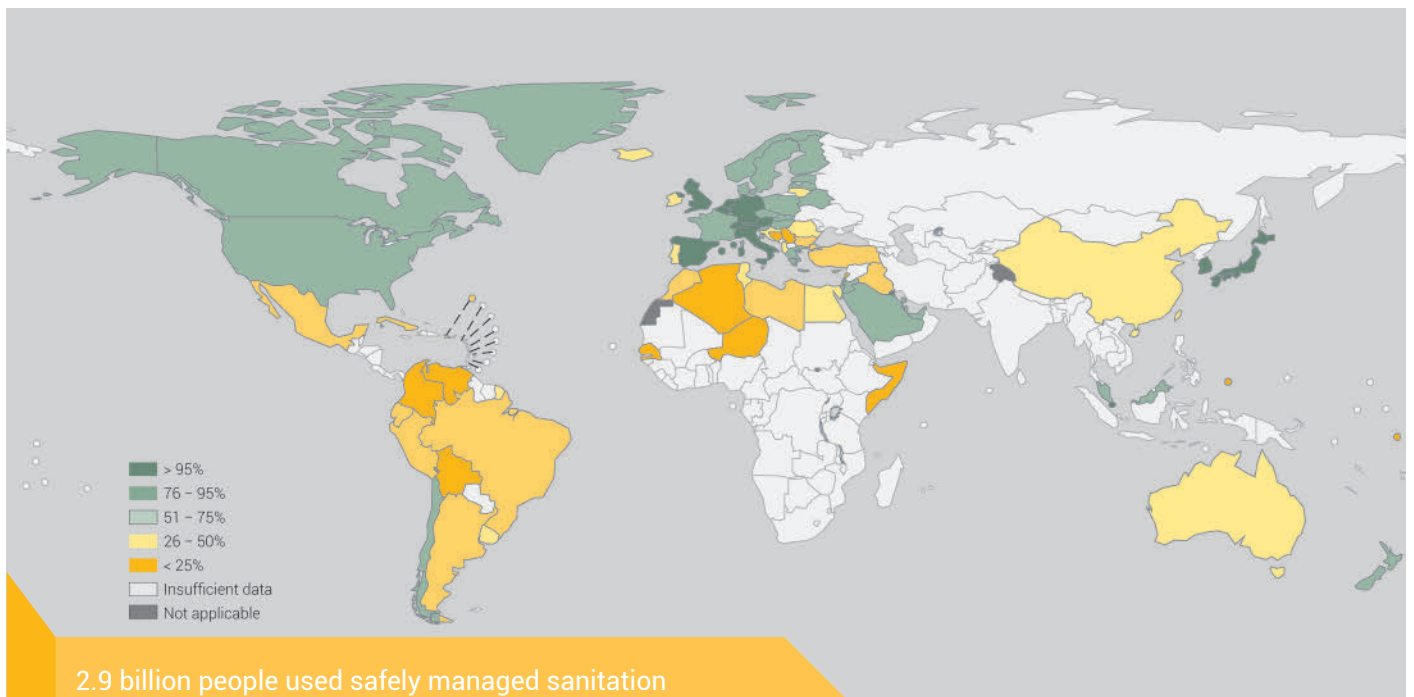 > 95%
76 – 95%
51 – 75%
26 – 50%
< 25%
Insufficient data
Not applicable
2.9 billion people used safely managed sanitation